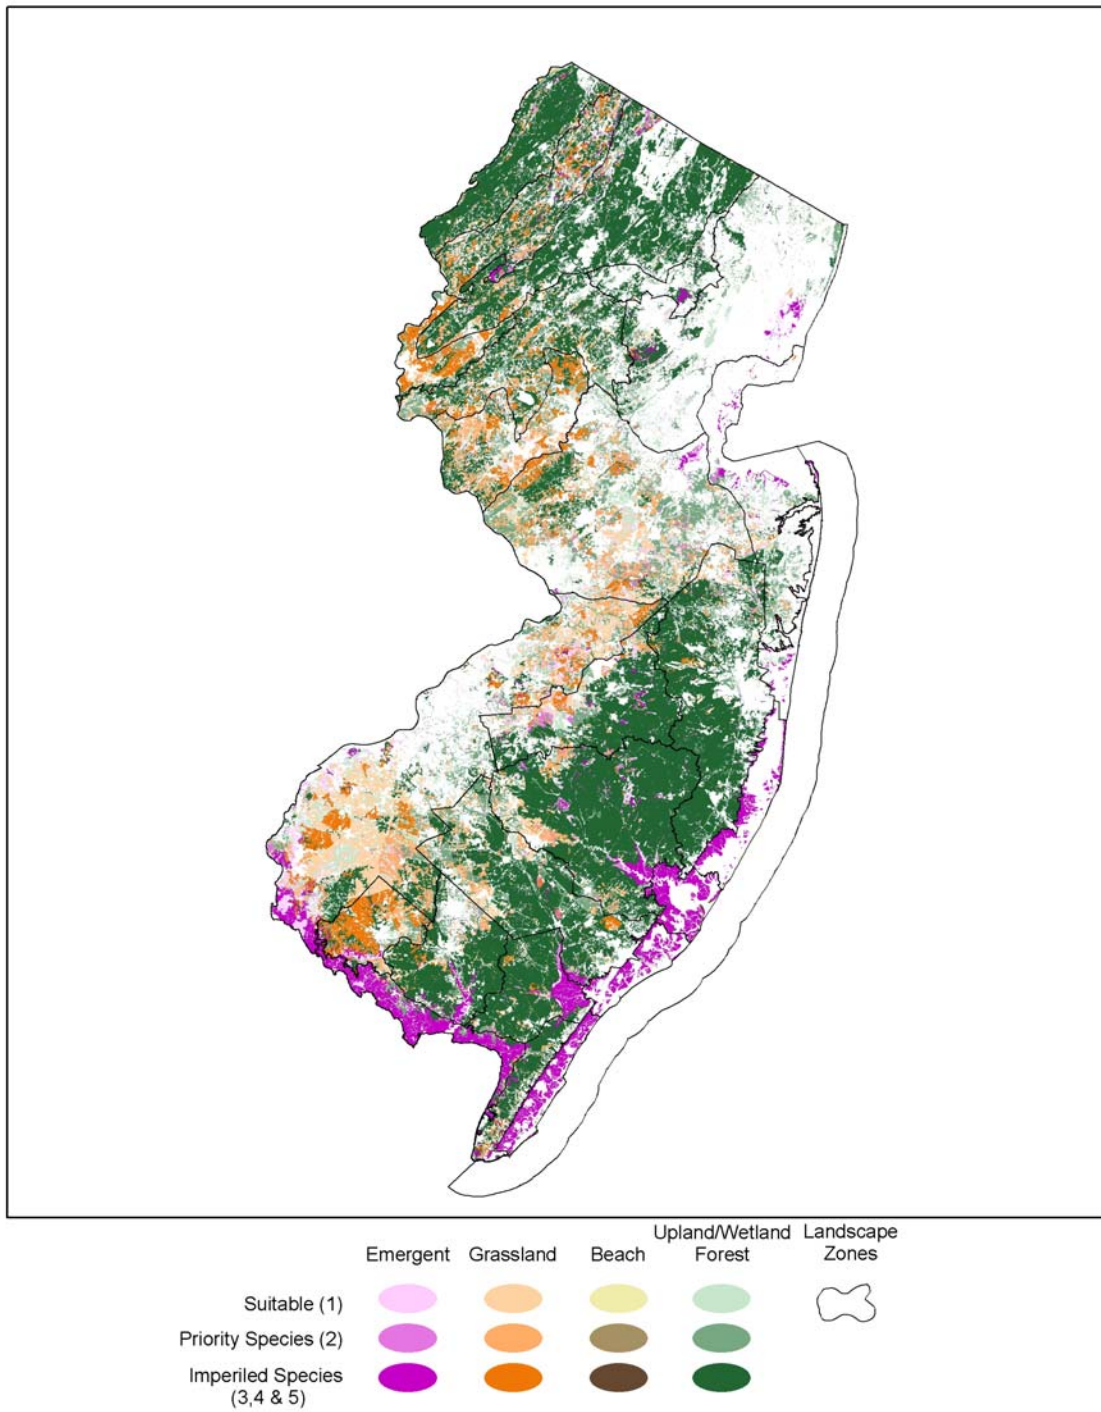 Emergent Grassland Beach Upland/Wetland Forest Landscape Zones
Suitable (1)
Priority Species (2)
Imperiled Species
(3,4 & 5)